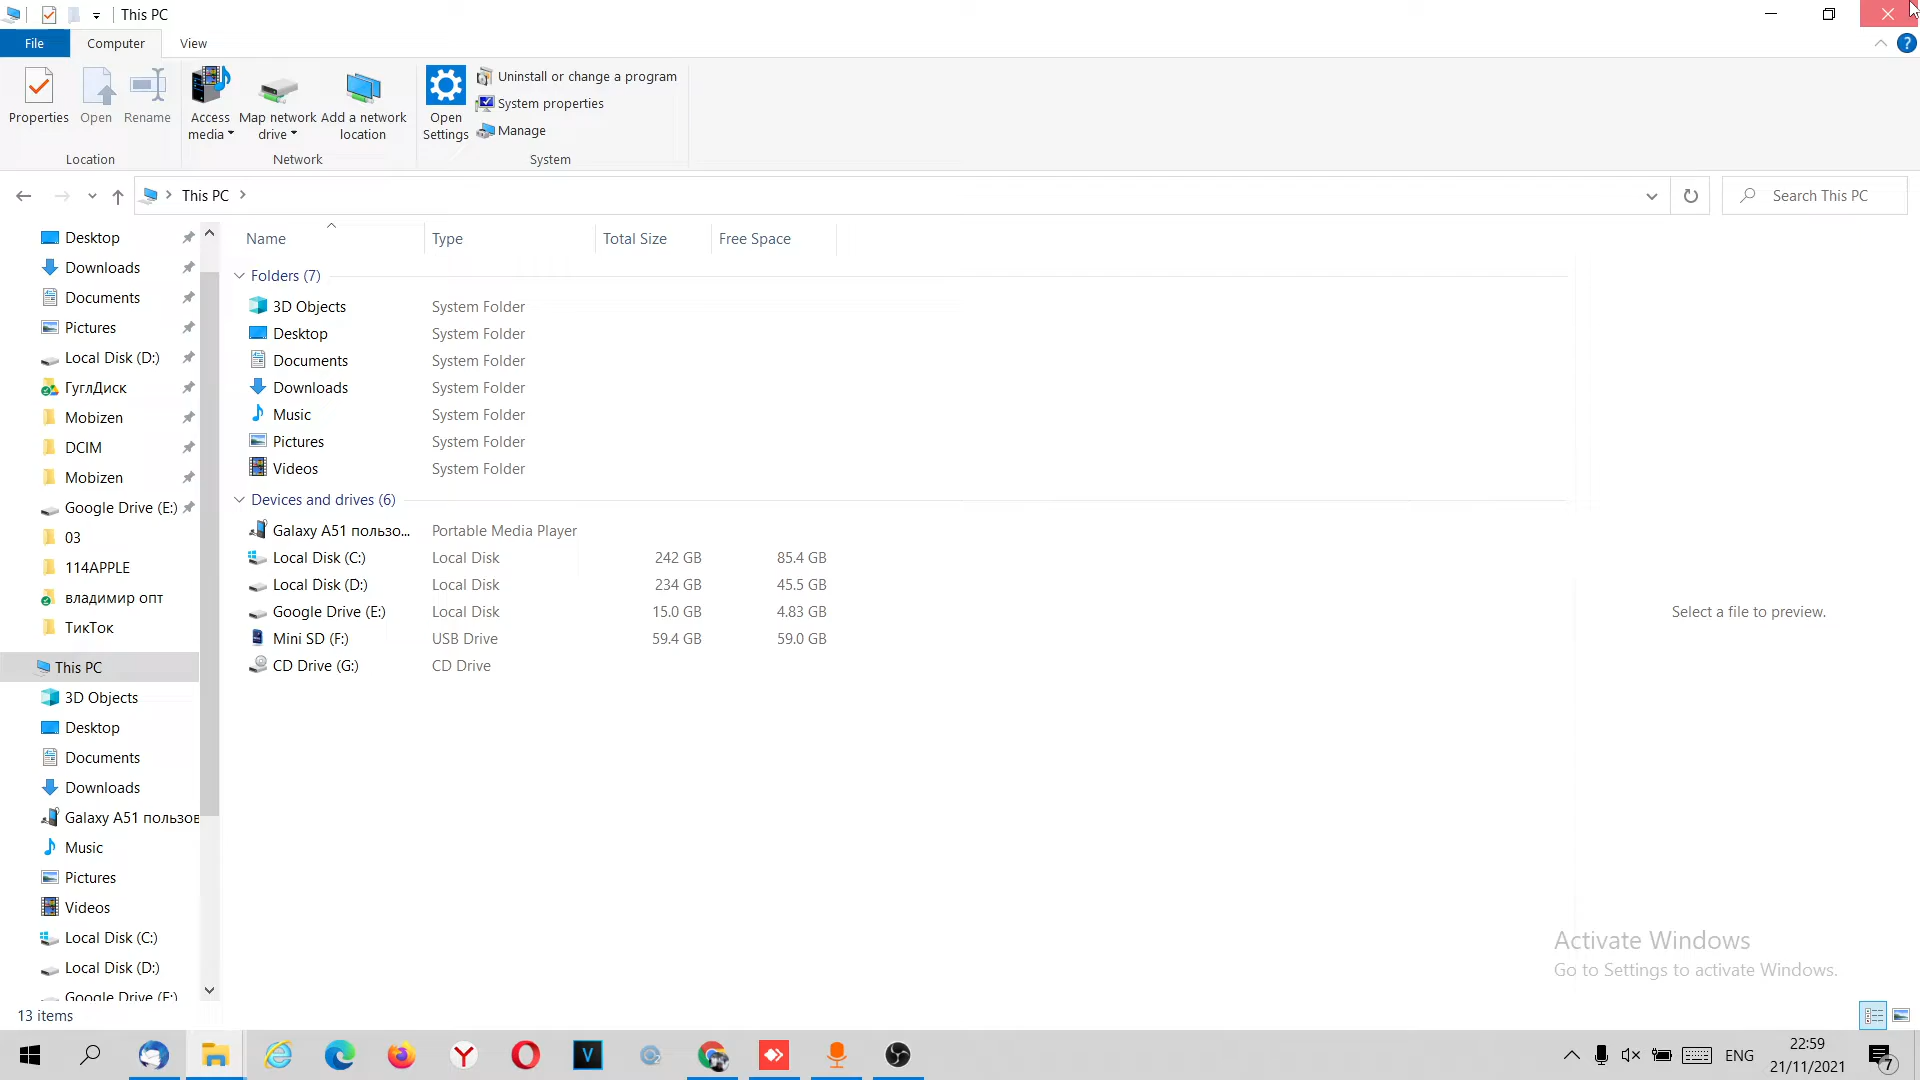 This PC
File
Computer
View
Properties
Open
Rename
Access
media
Map network
drive
Add a network
location
Open
Settings
Uninstall or change a program
System properties
Manage
Location
Network
System
This PC
Search This PC
Desktop
Downloads
Documents
Pictures
Local Disk (D:)
ГуглДиск
Mobizen
DCIM
Mobizen
Google Drive (E:)
03
114APPLE
владимир опт
ТикТок
This PC
3D Objects
Desktop
Documents
Downloads
Galaxy A51 пользов
Music
Pictures
Videos
Local Disk (C:)
Local Disk (D:)
Google Drive (E:)
Name Type Total Size Free Space
Folders (7)
3D Objects System Folder
Desktop System Folder
Documents System Folder
Downloads System Folder
Music System Folder
Pictures System Folder
Videos System Folder
Devices and drives (6)
Galaxy A51 пользо... Portable Media Player
Local Disk (C:) Local Disk 242 GB 85.4 GB
Local Disk (D:) Local Disk 234 GB 45.5 GB
Google Drive (E:) Local Disk 15.0 GB 4.83 GB
Mini SD (F:) USB Drive 59.4 GB 59.0 GB
CD Drive (G:) CD Drive
Select a file to preview.
Activate Windows
Go to Settings to activate Windows.
13 items
ENG
22:59
21/11/2021
7